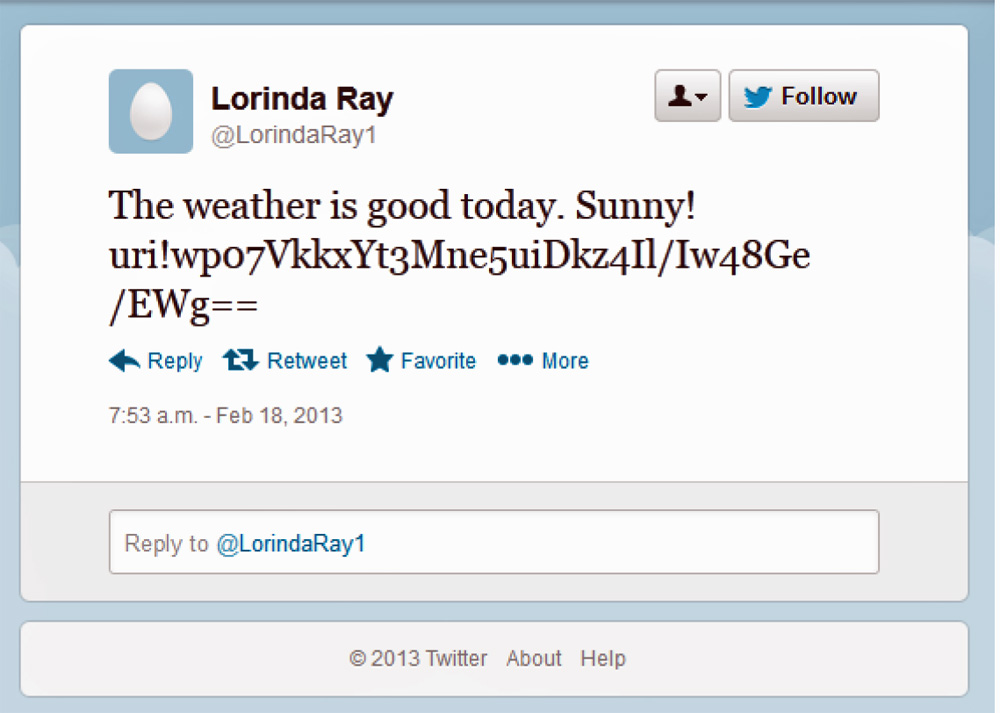 Lorinda Ray
@LorindaRay1
Follow
The weather is good today. Sunny!
uri!wp07VkkxYt3Mne5uiDkz4Il/Iw48Ge
/EWg==
Reply Retweet Favorite More
7:53 a.m. - Feb 18, 2013
Reply to @LorindaRay1
© 2013 Twitter About Help